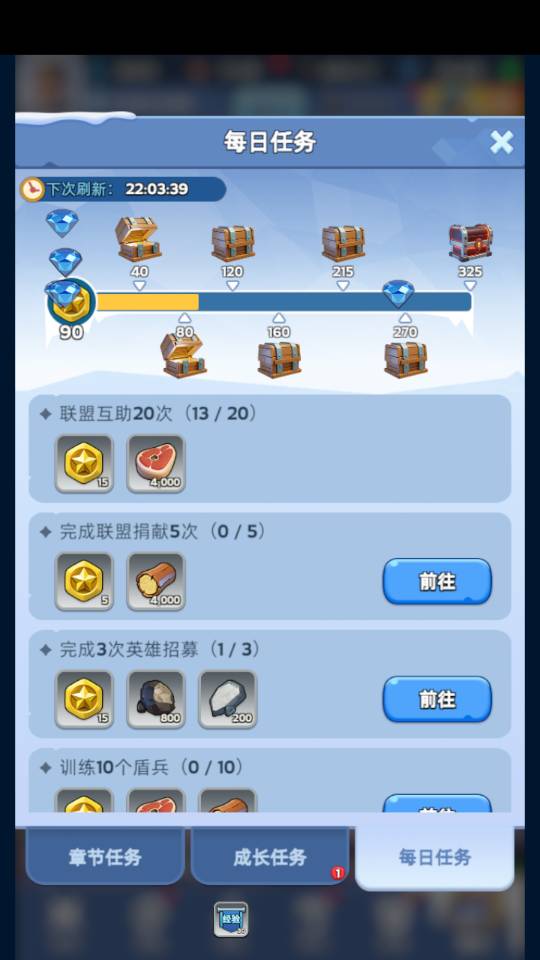 每日任务
下次刷新： 22:03:39
40 120 215 325
90
80 160 270
联盟互助20次（13 / 20）
15 4,000
完成联盟捐献5次（0 / 5）
5 4,000
前往
完成3次英雄招募（1 / 3）
15 800 200
前往
训练10个盾兵（0 / 10）
前往
章节任务 成长任务 每日任务
1
经验